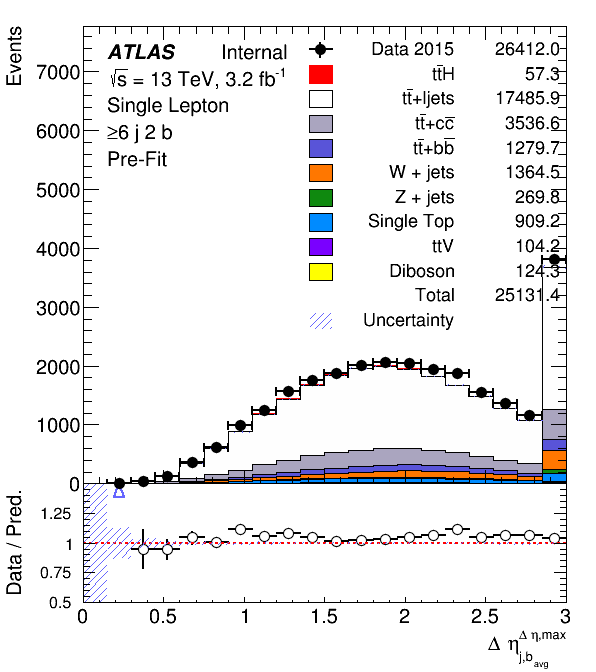 Events
ATLAS Internal
√s = 13 TeV, 3.2 fb⁻¹
Single Lepton
≥6 j 2 b
Pre-Fit
Data 2015 26412.0
tt̄H 57.3
tt̄+ljets 17485.9
tt̄+cc̄ 3536.6
tt̄+bb̄ 1279.7
W + jets 1364.5
Z + jets 269.8
Single Top 909.2
ttV 104.2
Diboson 124.3
Total 25131.4
Uncertainty
7000
6000
5000
4000
3000
2000
1000
0
Data / Pred.
1.25
1
0.75
0.5
0 0.5 1 1.5 2 2.5 3
Δ η j,b avg Δ η,max